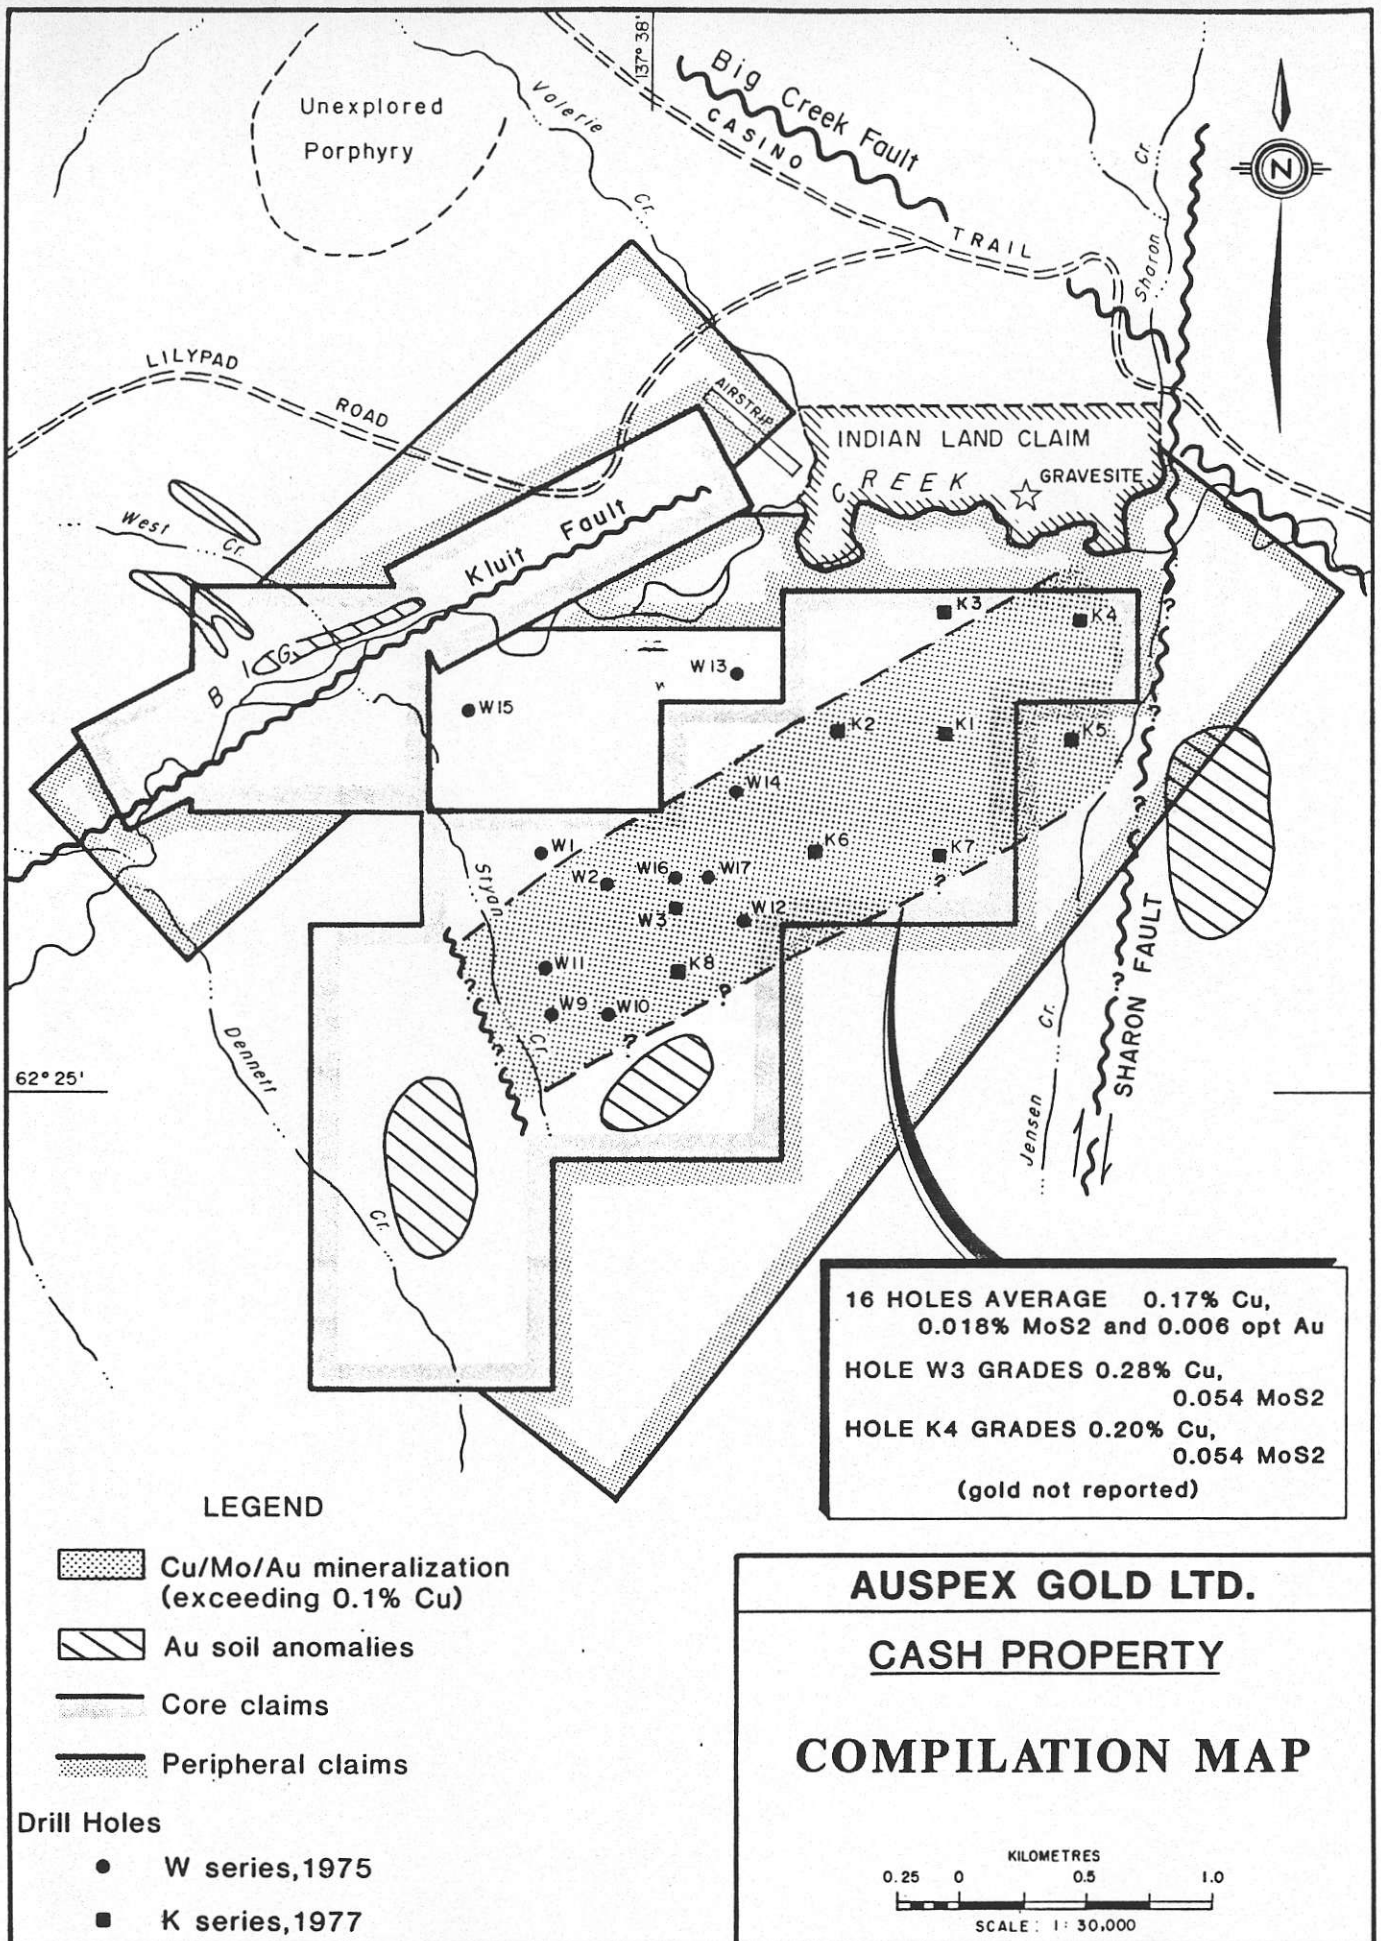 137° 38'
Big Creek Fault
CASINO
TRAIL
Unexplored
Porphyry
Valerie
Cr.
Sharon
Cr.
N
LILYPAD
ROAD
AIRSTRIP
INDIAN LAND CLAIM
CREEK
GRAVESITE
West
Cr.
Kluit Fault
BIG
K3
K4
?
W13
W15
K2
K1
K5
?
W14
?
W1
K6
K7
?
W2
W16
W17
W3
W12
Styan
Cr.
W11
K8
?
W9
W10
?
?
?
SHARON FAULT
62° 25'
Dennett
Cr.
Jensen
Cr.
16 HOLES AVERAGE 0.17% Cu,
0.018% MoS2 and 0.006 opt Au
HOLE W3 GRADES 0.28% Cu,
0.054 MoS2
HOLE K4 GRADES 0.20% Cu,
0.054 MoS2
(gold not reported)
LEGEND
Cu/Mo/Au mineralization
(exceeding 0.1% Cu)
Au soil anomalies
Core claims
Peripheral claims
Drill Holes
W series,1975
K series,1977
AUSPEX GOLD LTD.
CASH PROPERTY
COMPILATION MAP
KILOMETRES
0.25 0 0.5 1.0
SCALE: 1: 30,000